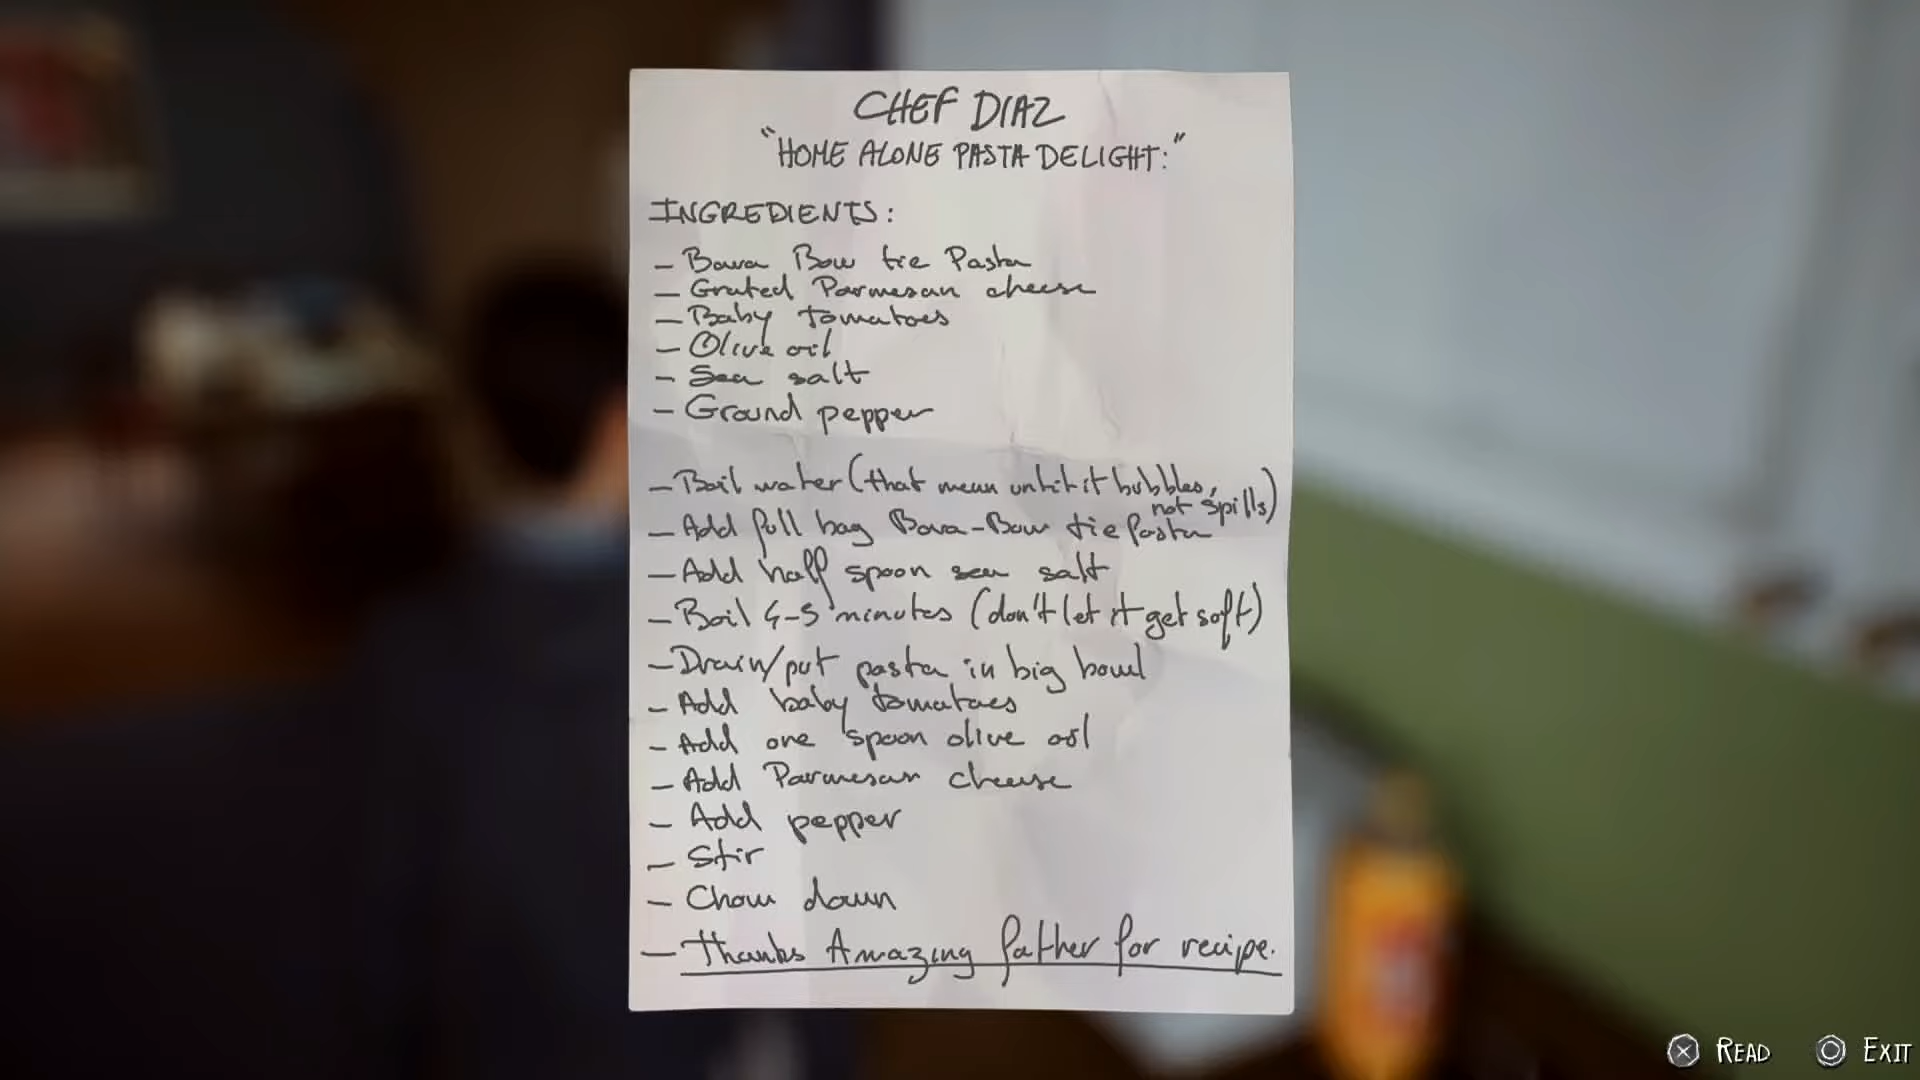 CHEF DIAZ
"HOME ALONE PASTA DELIGHT:"
INGREDIENTS:
- Bava Bow tie Pasta
- Grated Parmesan cheese
- Baby tomatoes
- Olive oil
- Sea salt
- Ground pepper
- Boil water (that mean until it bubbles,
not spills)
- Add full bag Bava-Bow tie Pasta
- Add half spoon sea salt
- Boil 4-5 minutes (don't let it get soft)
- Drain/put pasta in big bowl
- Add baby tomatoes
- Add one spoon olive oil
- Add Parmesan cheese
- Add pepper
- Stir
- Chow down
- Thanks Amazing father for recipe.
READ
EXIT